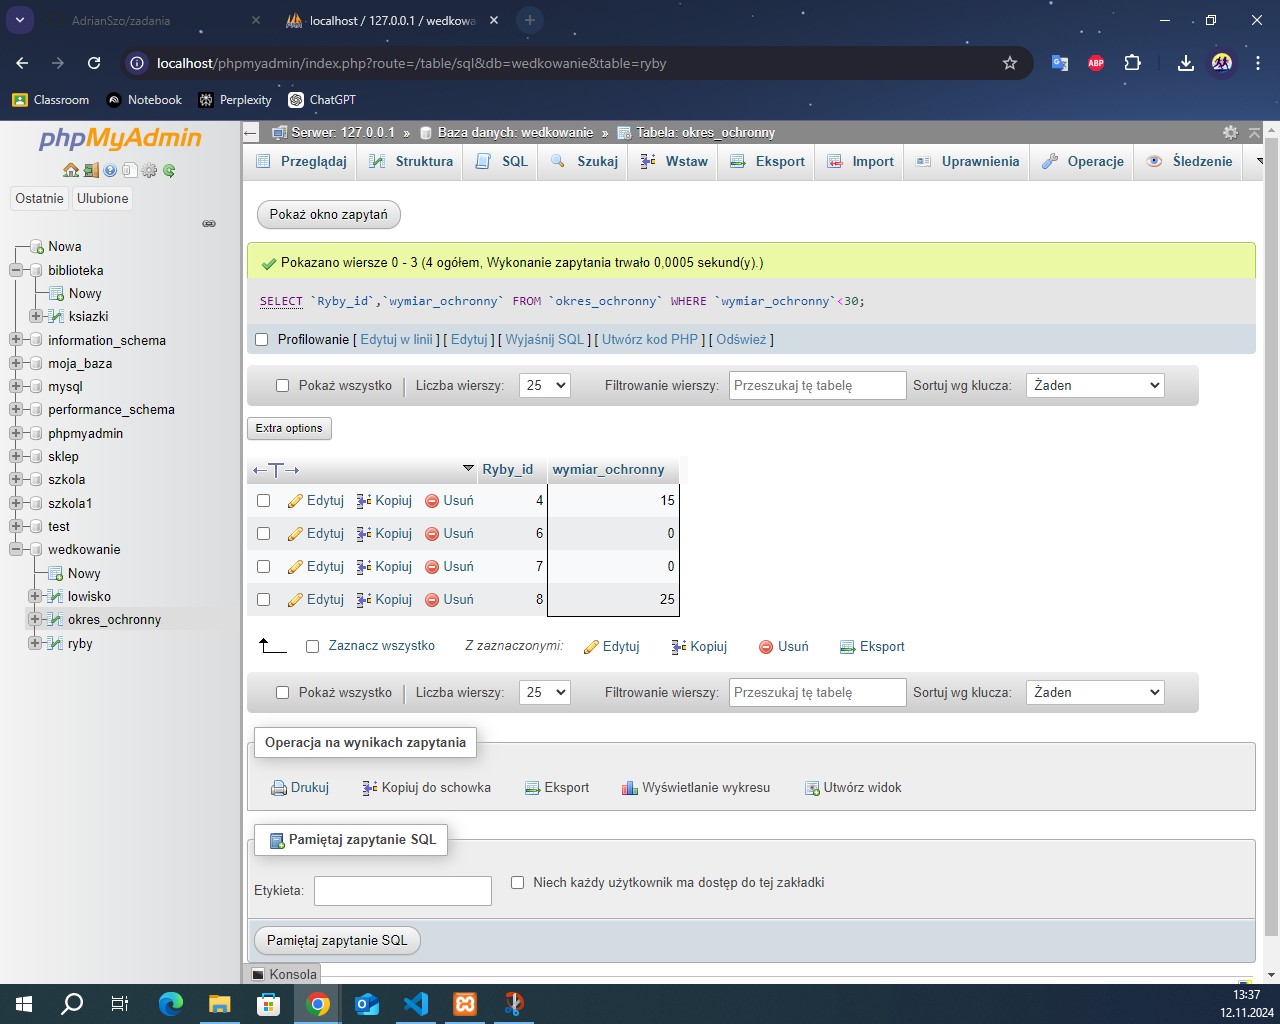 AdrianSzo/zadania
localhost / 127.0.0.1 / wedkowa
localhost/phpmyadmin/index.php?route=/table/sql&db=wedkowanie&table=ryby
ABP
Classroom
Notebook
Perplexity
ChatGPT
phpMyAdmin
Ostatnie
Ulubione
Nowa
biblioteka
Nowy
ksiazki
information_schema
moja_baza
mysql
performance_schema
phpmyadmin
sklep
szkola
szkola1
test
wedkowanie
Nowy
lowisko
okres_ochronny
ryby
Serwer: 127.0.0.1 » Baza danych: wedkowanie » Tabela: okres_ochronny
Przeglądaj
Struktura
SQL
Szukaj
Wstaw
Eksport
Import
Uprawnienia
Operacje
Śledzenie
Pokaż okno zapytań
Pokazano wiersze 0 - 3 (4 ogółem, Wykonanie zapytania trwało 0,0005 sekund(y).)
SELECT `Ryby_id`,`wymiar_ochronny` FROM `okres_ochronny` WHERE `wymiar_ochronny`<30;
Profilowanie [ Edytuj w linii ] [ Edytuj ] [ Wyjaśnij SQL ] [ Utwórz kod PHP ] [ Odśwież ]
Pokaż wszystko | Liczba wierszy: 25 Filtrowanie wierszy: Przeszukaj tę tabelę Sortuj wg klucza: Żaden
Extra options
←T→ Ryby_id wymiar_ochronny
Edytuj Kopiuj Usuń 4 15
Edytuj Kopiuj Usuń 6 0
Edytuj Kopiuj Usuń 7 0
Edytuj Kopiuj Usuń 8 25
Zaznacz wszystko Z zaznaczonymi: Edytuj Kopiuj Usuń Eksport
Pokaż wszystko | Liczba wierszy: 25 Filtrowanie wierszy: Przeszukaj tę tabelę Sortuj wg klucza: Żaden
Operacja na wynikach zapytania
Drukuj Kopiuj do schowka Eksport Wyświetlanie wykresu Utwórz widok
Pamiętaj zapytanie SQL
Etykieta: Niech każdy użytkownik ma dostęp do tej zakładki
Pamiętaj zapytanie SQL
Konsola
13:37
12.11.2024